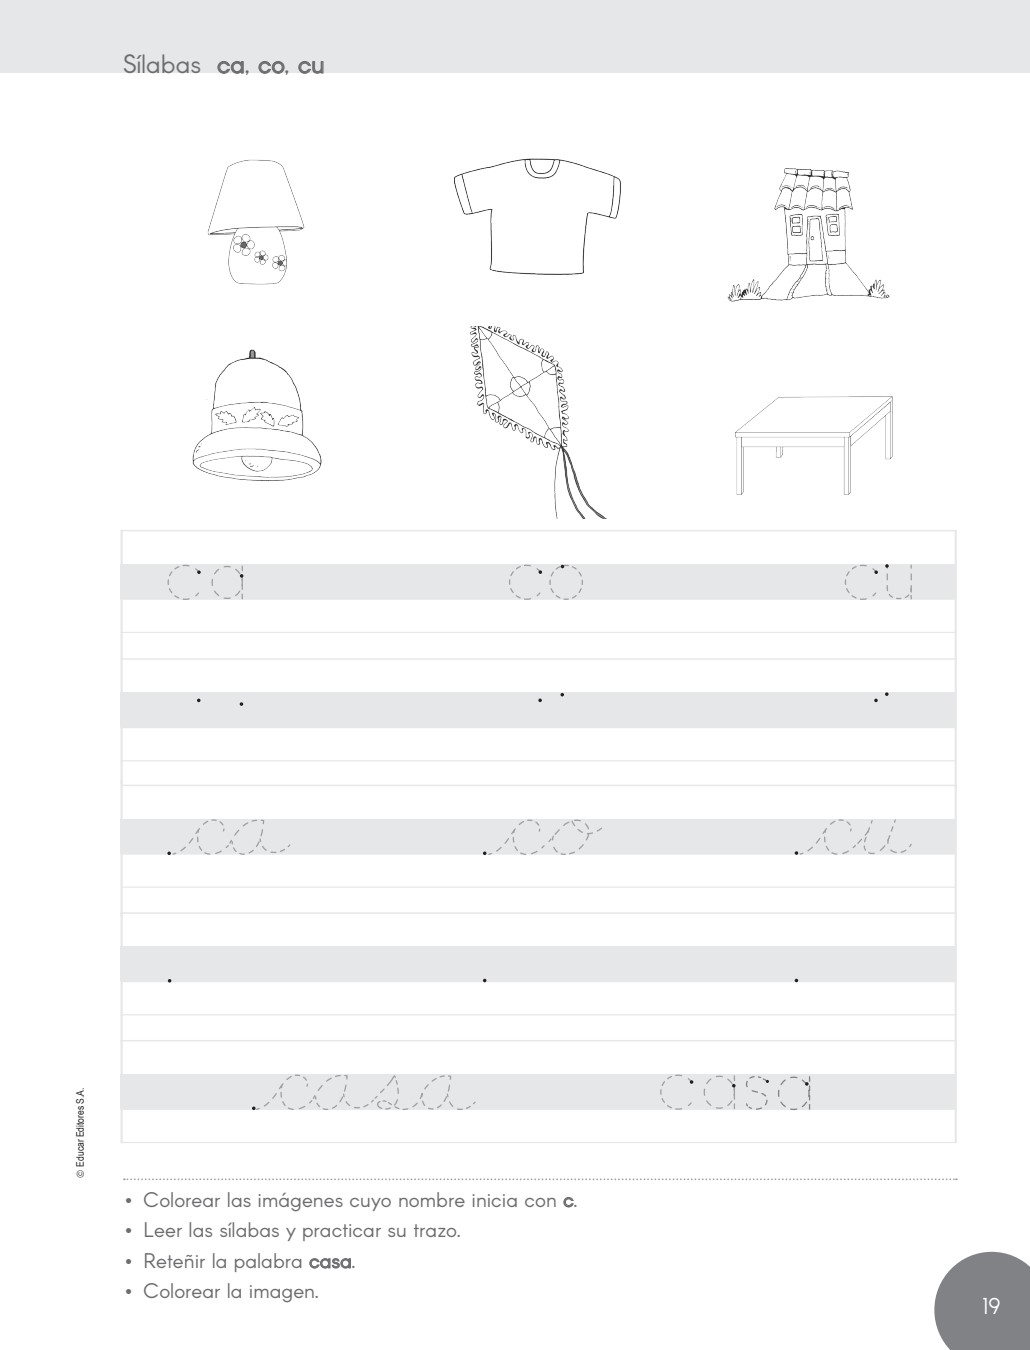 Sílabas ca, co, cu
ca co cu
ca co cu
casa casa
© Educar Editores S.A.
• Colorear las imágenes cuyo nombre inicia con c.
• Leer las sílabas y practicar su trazo.
• Reteñir la palabra casa.
• Colorear la imagen.
19